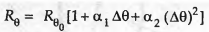 R_θ = R_θ₀ [1 + α₁ Δθ + α₂ (Δθ)²]